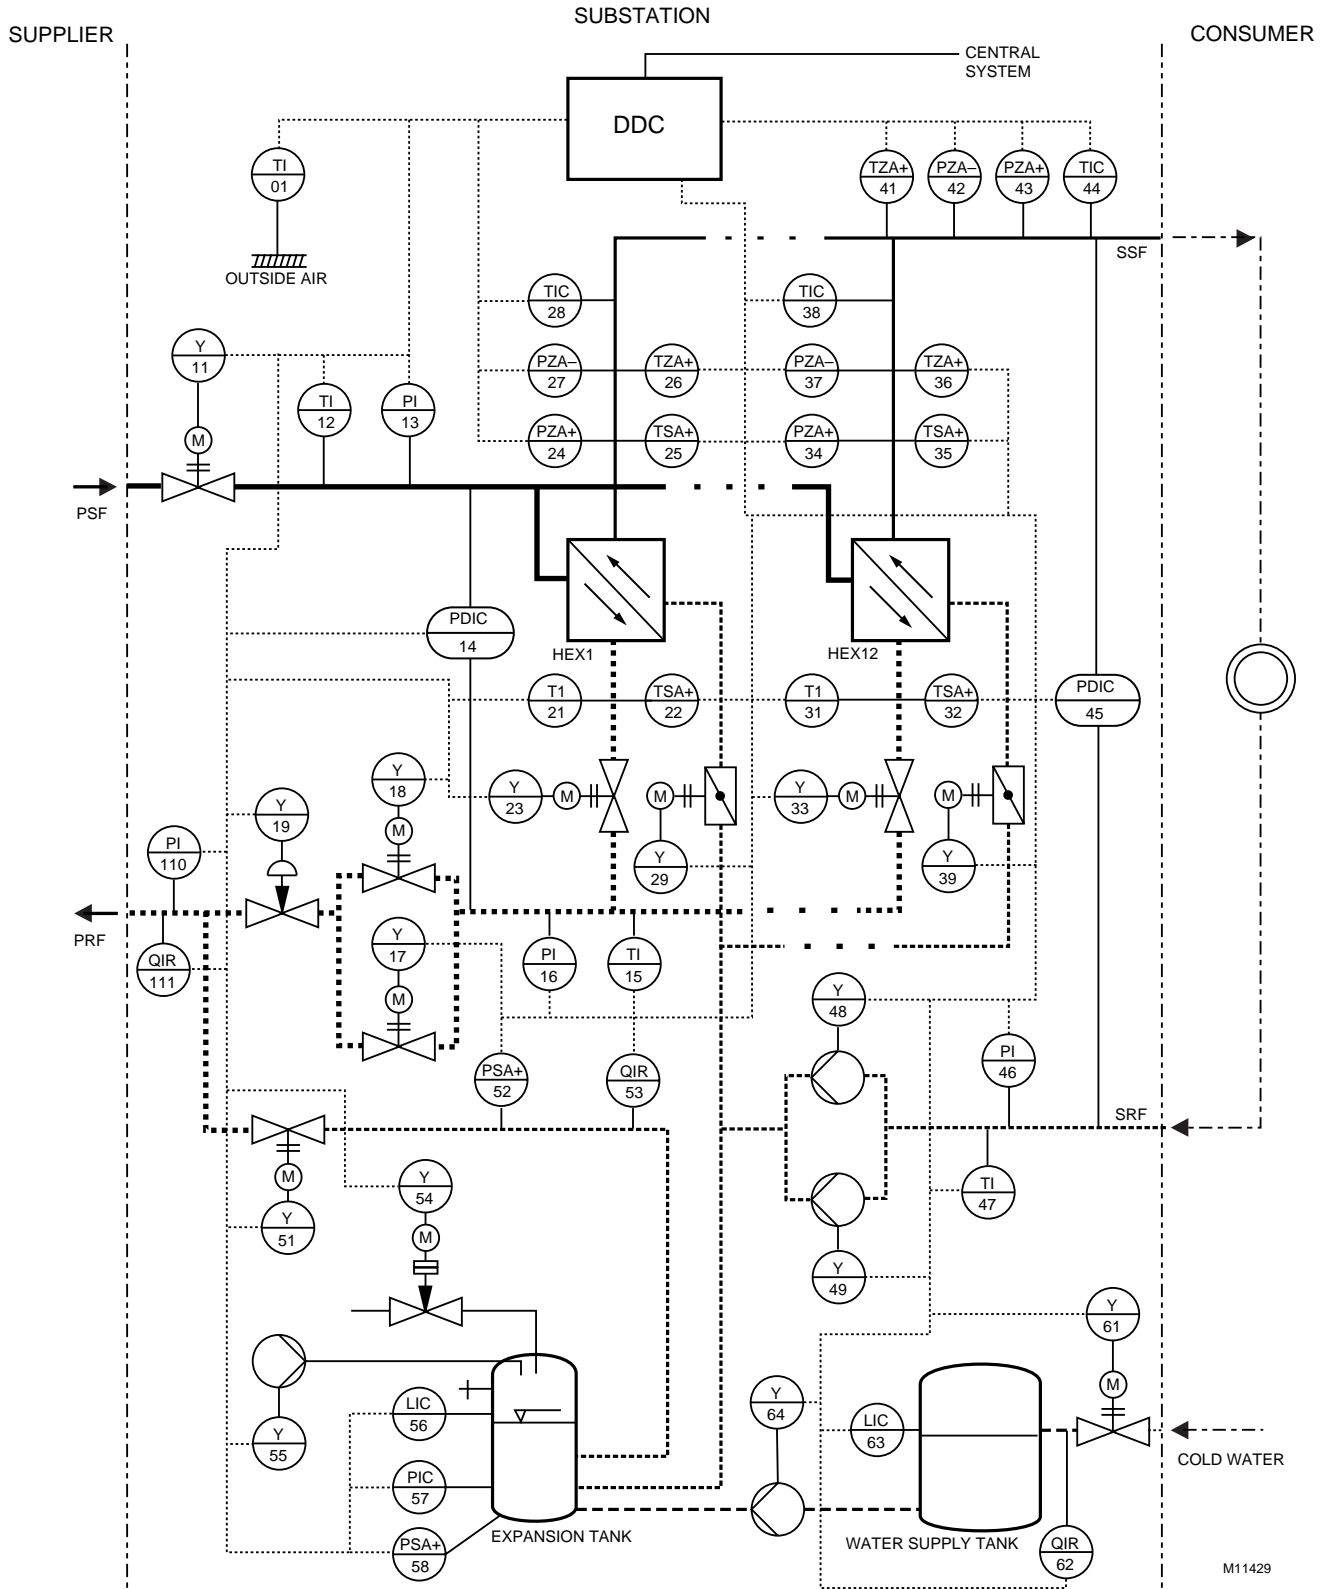 SUBSTATION
SUPPLIER
CONSUMER
CENTRAL
SYSTEM
DDC
TI
01
OUTSIDE AIR
TZA+
41
PZA–
42
PZA+
43
TIC
44
SSF
TIC
28
TIC
38
Y
11
M
TI
12
PI
13
PZA–
27
TZA+
26
PZA–
37
TZA+
36
PZA+
24
TSA+
25
PZA+
34
TSA+
35
PSF
PDIC
14
HEX1
HEX12
T1
21
TSA+
22
T1
31
TSA+
32
PDIC
45
Y
18
M
Y
23
M
M
Y
29
Y
33
M
M
Y
39
Y
19
PI
110
PRF
QIR
111
Y
17
M
PI
16
TI
15
Y
48
PI
46
PSA+
52
QIR
53
SRF
M
Y
51
Y
54
M
TI
47
Y
49
Y
61
M
Y
55
LIC
56
PIC
57
PSA+
58
EXPANSION TANK
Y
64
LIC
63
WATER SUPPLY TANK
QIR
62
COLD WATER
M11429